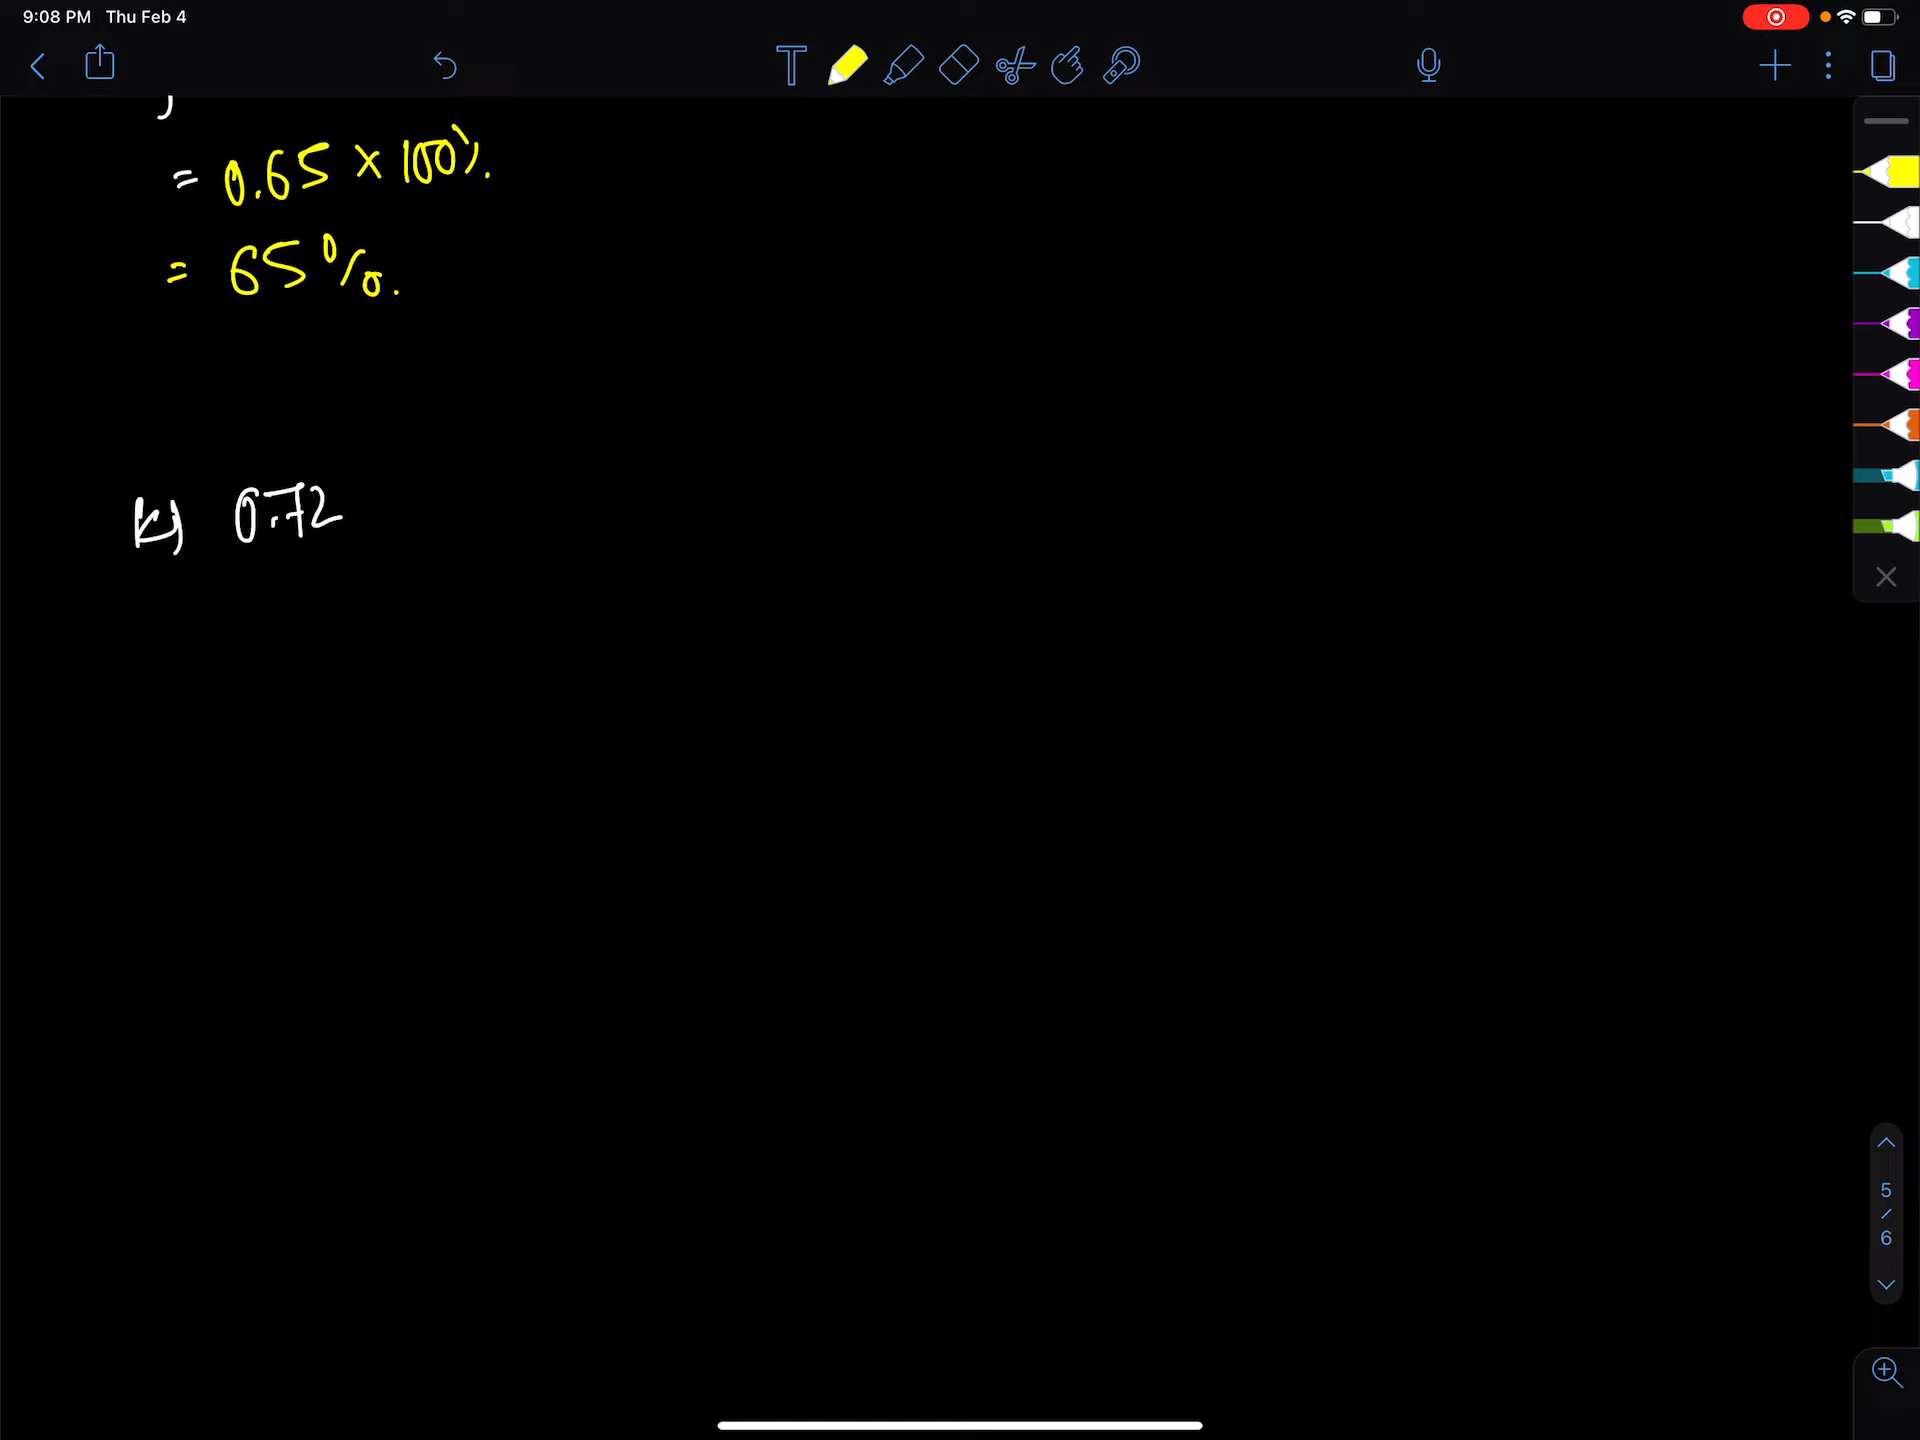 9:08 PM Thu Feb 4
T
= 0.65 × 100%.
= 65%.
k) 0.72
5
/
6